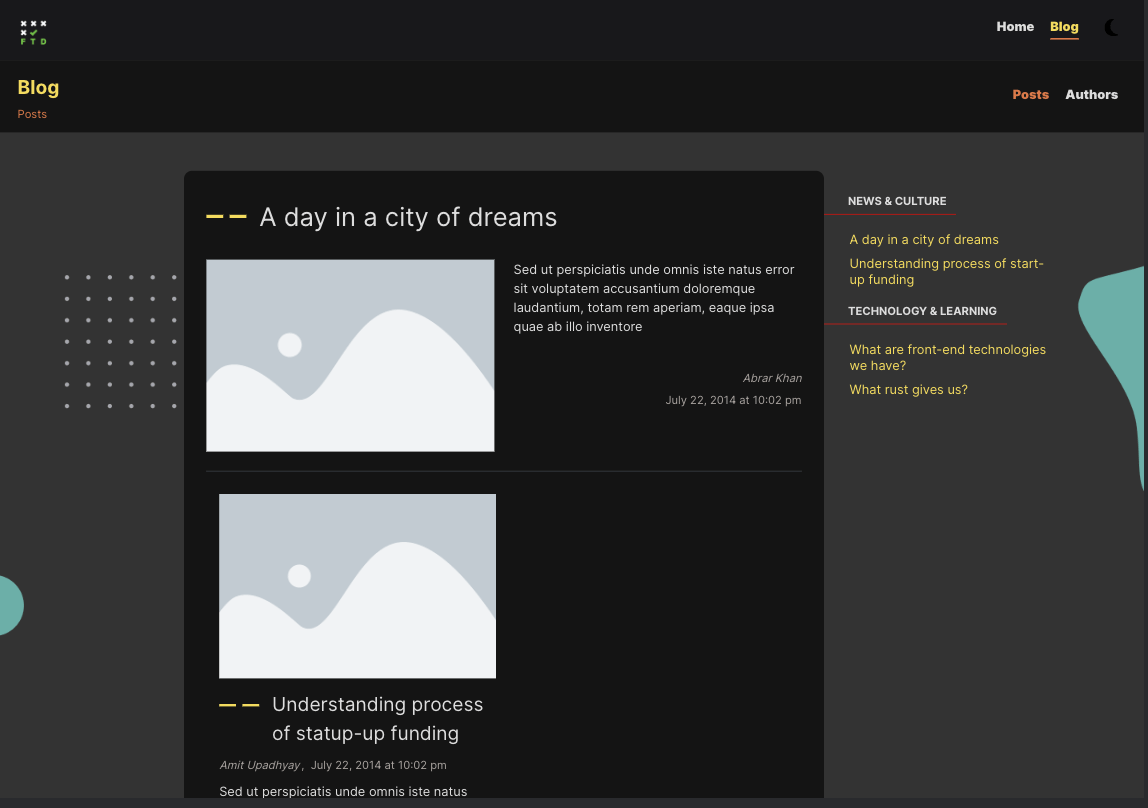 F T D
Home Blog
Blog
Posts
Posts Authors
A day in a city of dreams
Sed ut perspiciatis unde omnis iste natus error
sit voluptatem accusantium doloremque
laudantium, totam rem aperiam, eaque ipsa
quae ab illo inventore
Abrar Khan
July 22, 2014 at 10:02 pm
Understanding process
of statup-up funding
Amit Upadhyay, July 22, 2014 at 10:02 pm
Sed ut perspiciatis unde omnis iste natus
NEWS & CULTURE
A day in a city of dreams
Understanding process of start-
up funding
TECHNOLOGY & LEARNING
What are front-end technologies
we have?
What rust gives us?